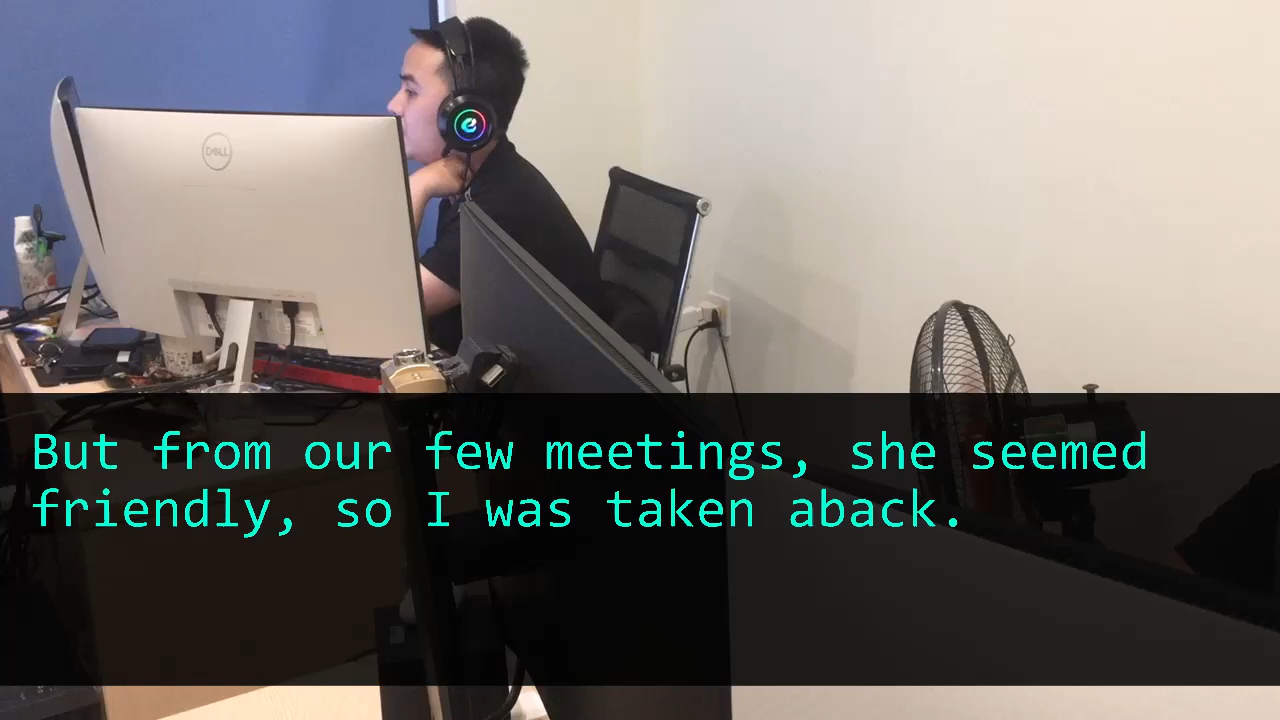 DELL
But from our few meetings, she seemed
friendly, so I was taken aback.